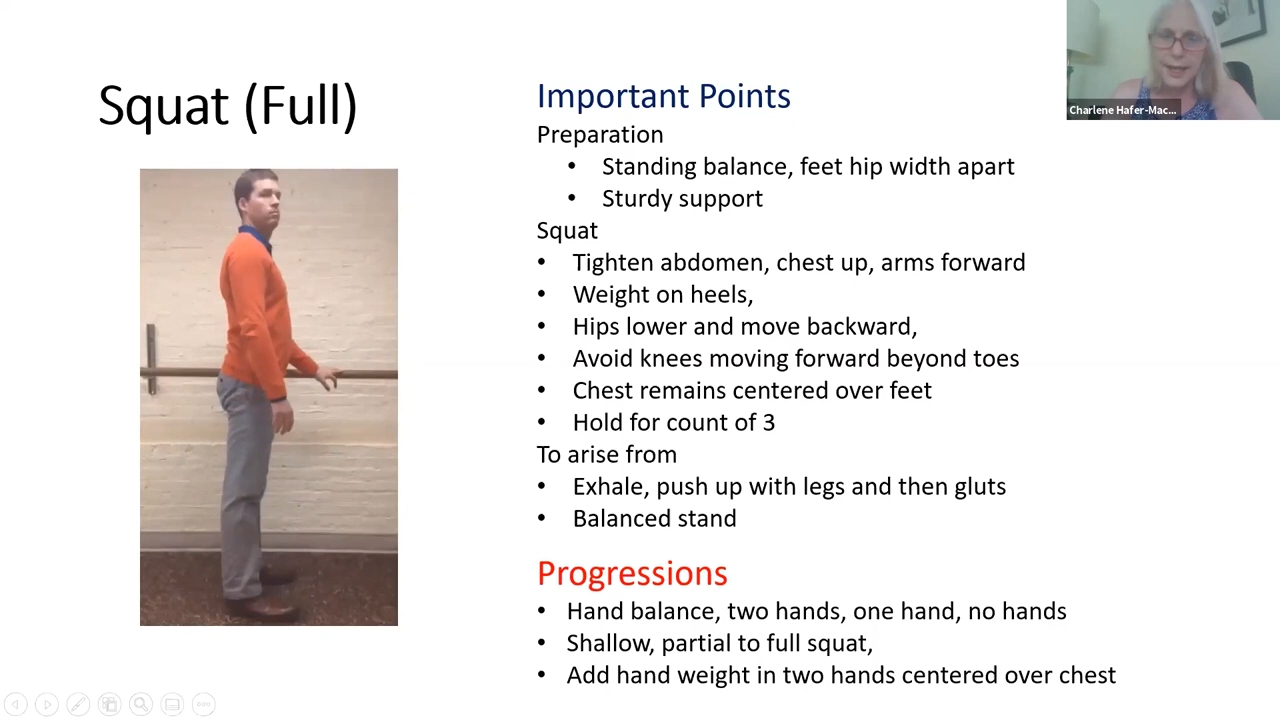 Squat (Full)
Important Points
Preparation
• Standing balance, feet hip width apart
• Sturdy support
Squat
• Tighten abdomen, chest up, arms forward
• Weight on heels,
• Hips lower and move backward,
• Avoid knees moving forward beyond toes
• Chest remains centered over feet
• Hold for count of 3
To arise from
• Exhale, push up with legs and then gluts
• Balanced stand
Progressions
• Hand balance, two hands, one hand, no hands
• Shallow, partial to full squat,
• Add hand weight in two hands centered over chest
Charlene Hafer-Mac...